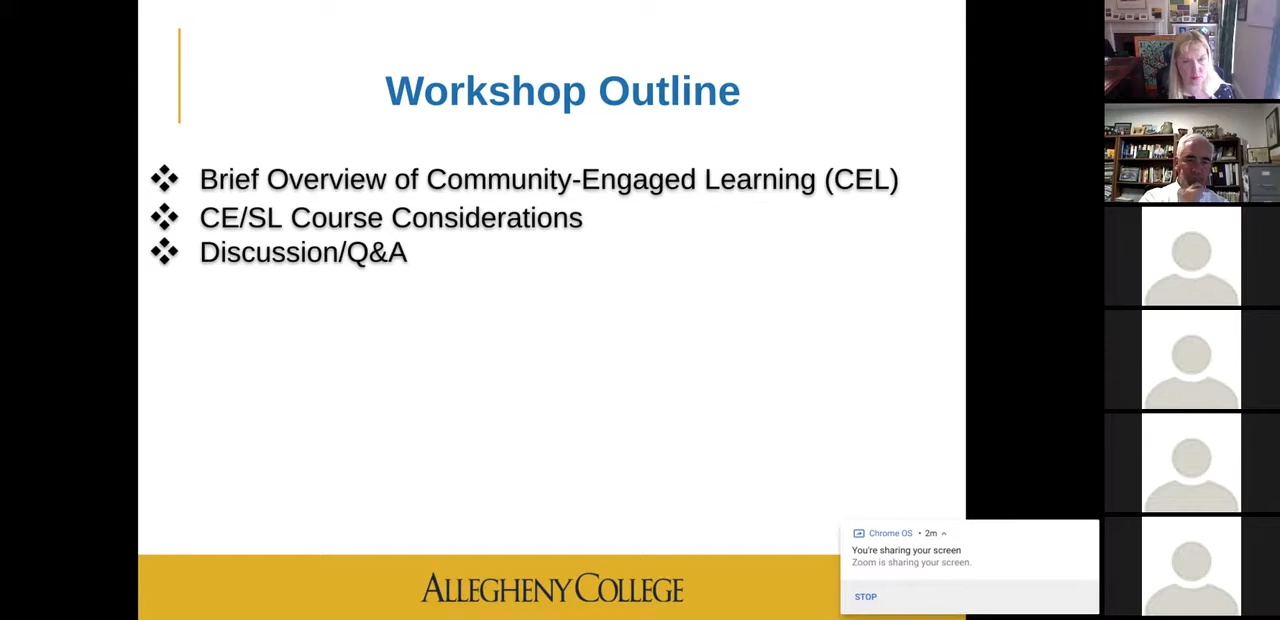 Workshop Outline
Brief Overview of Community-Engaged Learning (CEL)
CE/SL Course Considerations
Discussion/Q&A
Chrome OS • 2m
You're sharing your screen
Zoom is sharing your screen.
STOP
ALLEGHENY COLLEGE